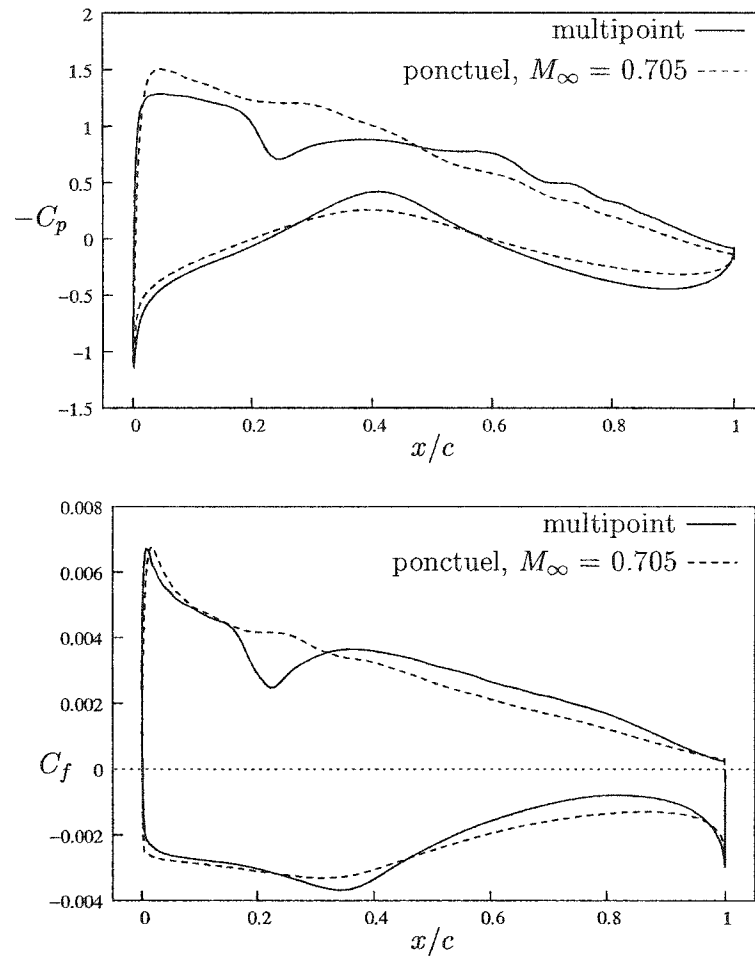 multipoint
ponctuel, M∞ = 0.705
2
1.5
1
0.5
0
−0.5
−1
−1.5
−Cp
0 0.2 0.4 0.6 0.8 1
x/c
multipoint
ponctuel, M∞ = 0.705
0.008
0.006
0.004
0.002
0
−0.002
−0.004
Cf
0 0.2 0.4 0.6 0.8 1
x/c